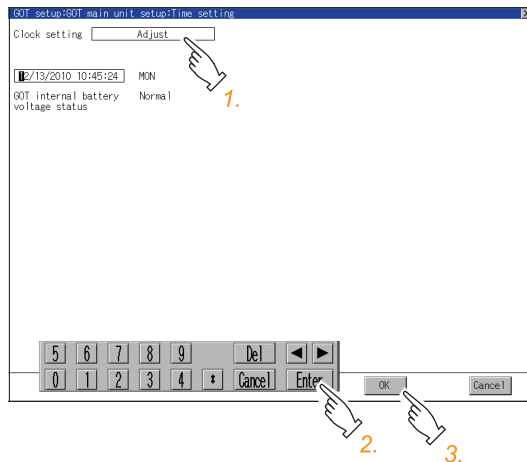 GOT setup:GOT main unit setup:Time setting
Clock setting Adjust
1.
12/13/2010 10:45:24 MON
GOT internal battery voltage status Normal
5 6 7 8 9 Del ◀ ▶
0 1 2 3 4 Cancel Enter
OK Cancel
2.
3.